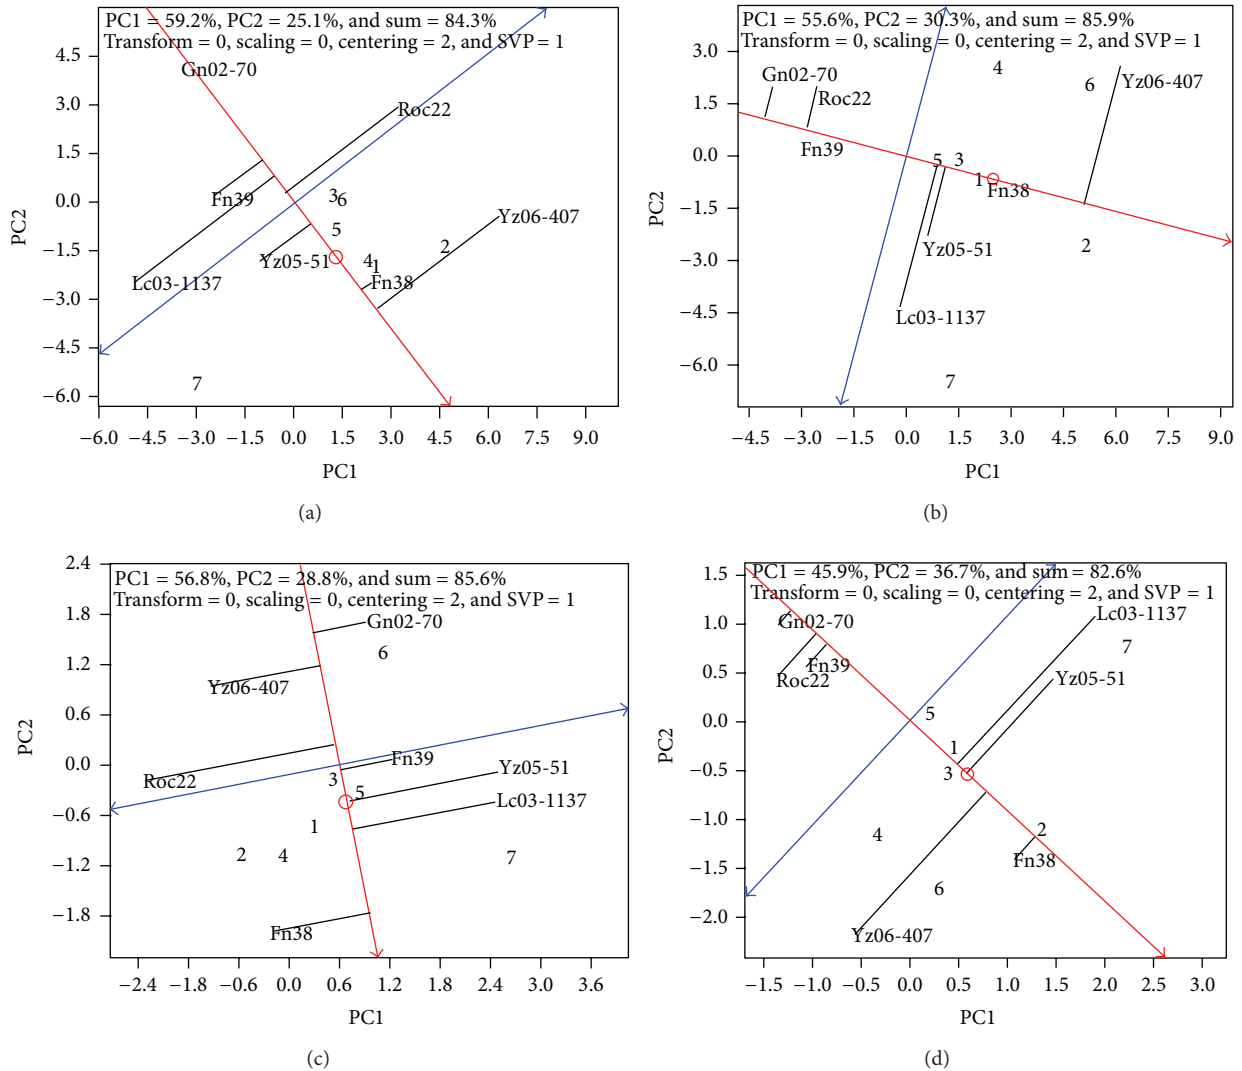 PC1 = 59.2%, PC2 = 25.1%, and sum = 84.3%
Transform = 0, scaling = 0, centering = 2, and SVP = 1
4.5
Gn02-70
3.0
Roc22
1.5
Fn39
3
6
0.0
Yz06-407
5
2
−1.5
Yz05-51
4
1
Lc03-1137
Fn38
−3.0
−4.5
7
−6.0
PC2
−6.0 −4.5 −3.0 −1.5 0.0 1.5 3.0 4.5 6.0 7.5 9.0
PC1
(a)
PC1 = 55.6%, PC2 = 30.3%, and sum = 85.9%
Transform = 0, scaling = 0, centering = 2, and SVP = 1
3.0
Gn02-70
4
6
Yz06-407
Roc22
1.5
Fn39
0.0
5
3
1
Fn38
−1.5
Yz05-51
2
−3.0
Lc03-1137
−4.5
−6.0
7
PC2
−4.5 −3.0 −1.5 0.0 1.5 3.0 4.5 6.0 7.5 9.0
PC1
(b)
2.4
PC1 = 56.8%, PC2 = 28.8%, and sum = 85.6%
Transform = 0, scaling = 0, centering = 2, and SVP = 1
1.8
Gn02-70
6
1.2
Yz06-407
0.6
Fn39
0.0
Roc22
3
Yz05-51
5
Lc03-1137
−0.6
1
2
4
7
−1.2
−1.8
Fn38
PC2
−2.4 −1.8 −1.2 −0.6 0.0 0.6 1.2 1.8 2.4 3.0 3.6
PC1
(c)
PC1 = 45.9%, PC2 = 36.7%, and sum = 82.6%
Transform = 0, scaling = 0, centering = 2, and SVP = 1
1.5
Lc03-1137
1.0
Gn02-70
7
Fn39
0.5
Roc22
Yz05-51
5
0.0
1
3
−0.5
−1.0
4
2
Fn38
−1.5
6
Yz06-407
−2.0
PC2
−1.5 −1.0 −0.5 0.0 0.5 1.0 1.5 2.0 2.5 3.0
PC1
(d)